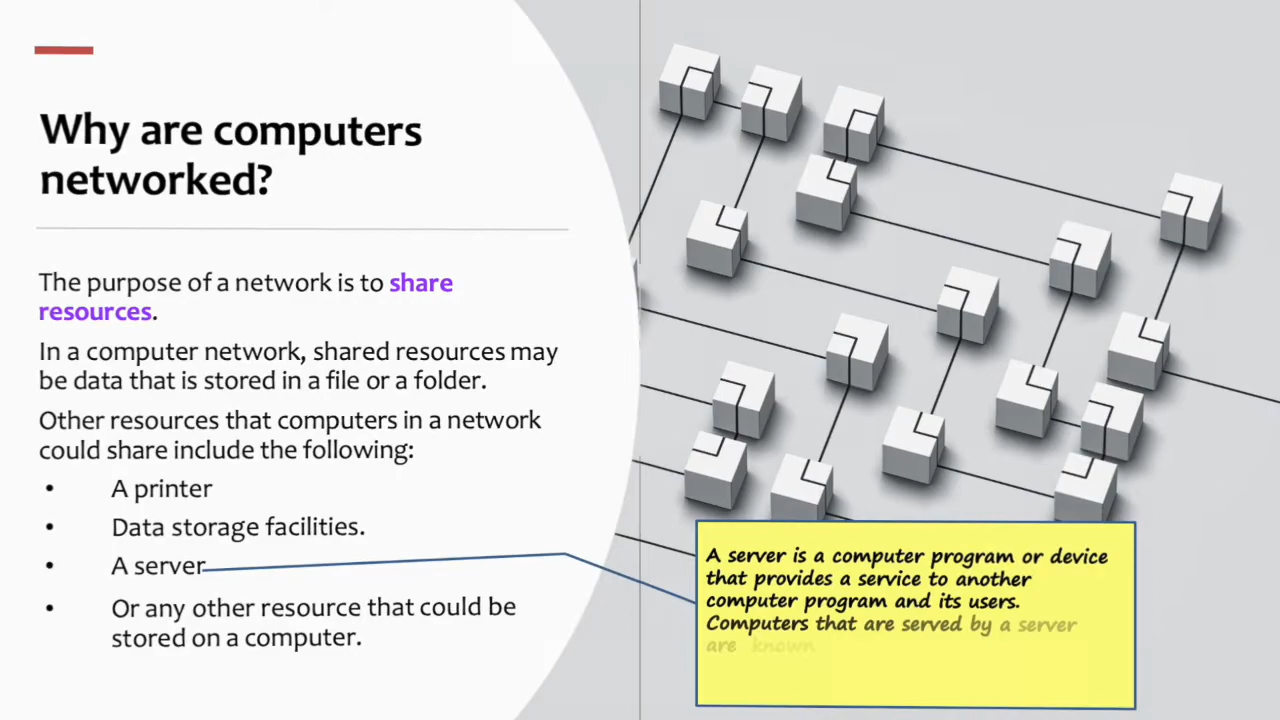 Why are computers
networked?
The purpose of a network is to share
resources.
In a computer network, shared resources may
be data that is stored in a file or a folder.
Other resources that computers in a network
could share include the following:
• A printer
• Data storage facilities.
• A server
• Or any other resource that could be
stored on a computer.
A server is a computer program or device
that provides a service to another
computer program and its users.
Computers that are served by a server
are known